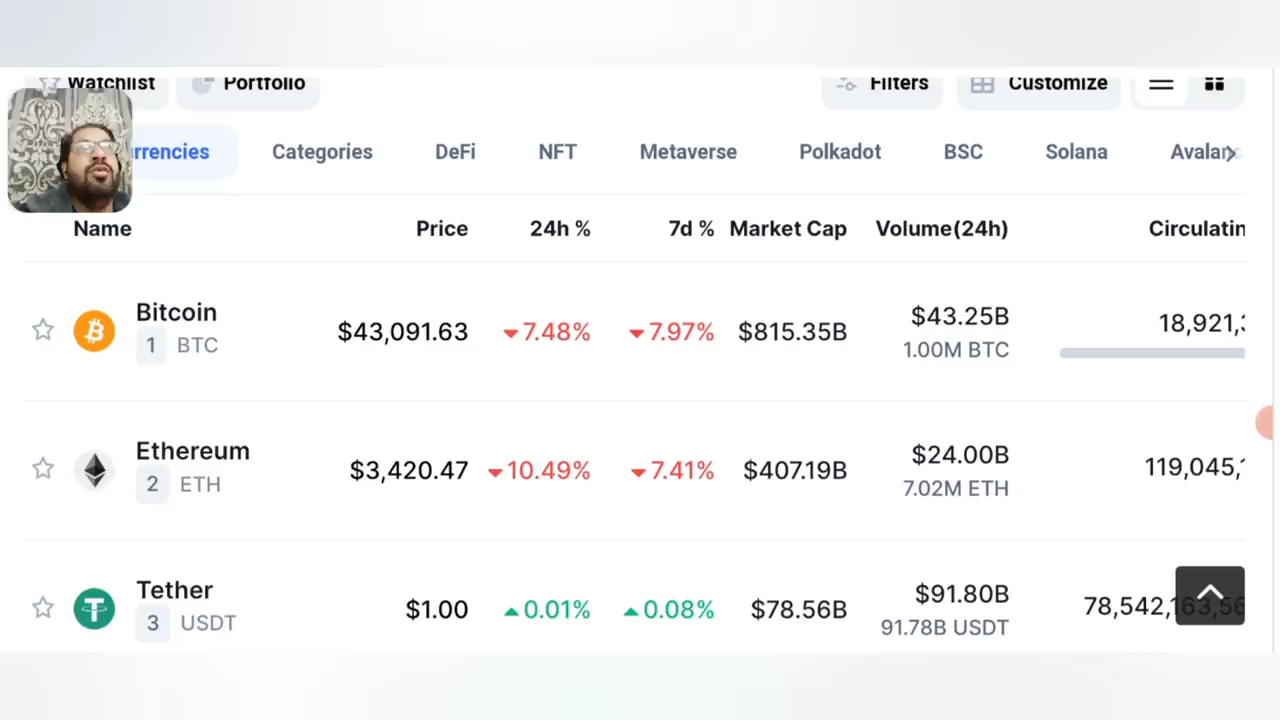 Watchlist Portfolio Filters Customize
rrencies Categories DeFi NFT Metaverse Polkadot BSC Solana Avalan
Name Price 24h % 7d % Market Cap Volume(24h) Circulatin
Bitcoin
1 BTC
$43,091.63 7.48% 7.97% $815.35B $43.25B
1.00M BTC
18,921,
Ethereum
2 ETH
$3,420.47 10.49% 7.41% $407.19B $24.00B
7.02M ETH
119,045,
Tether
3 USDT
$1.00 0.01% 0.08% $78.56B $91.80B
91.78B USDT
78,542,163,56